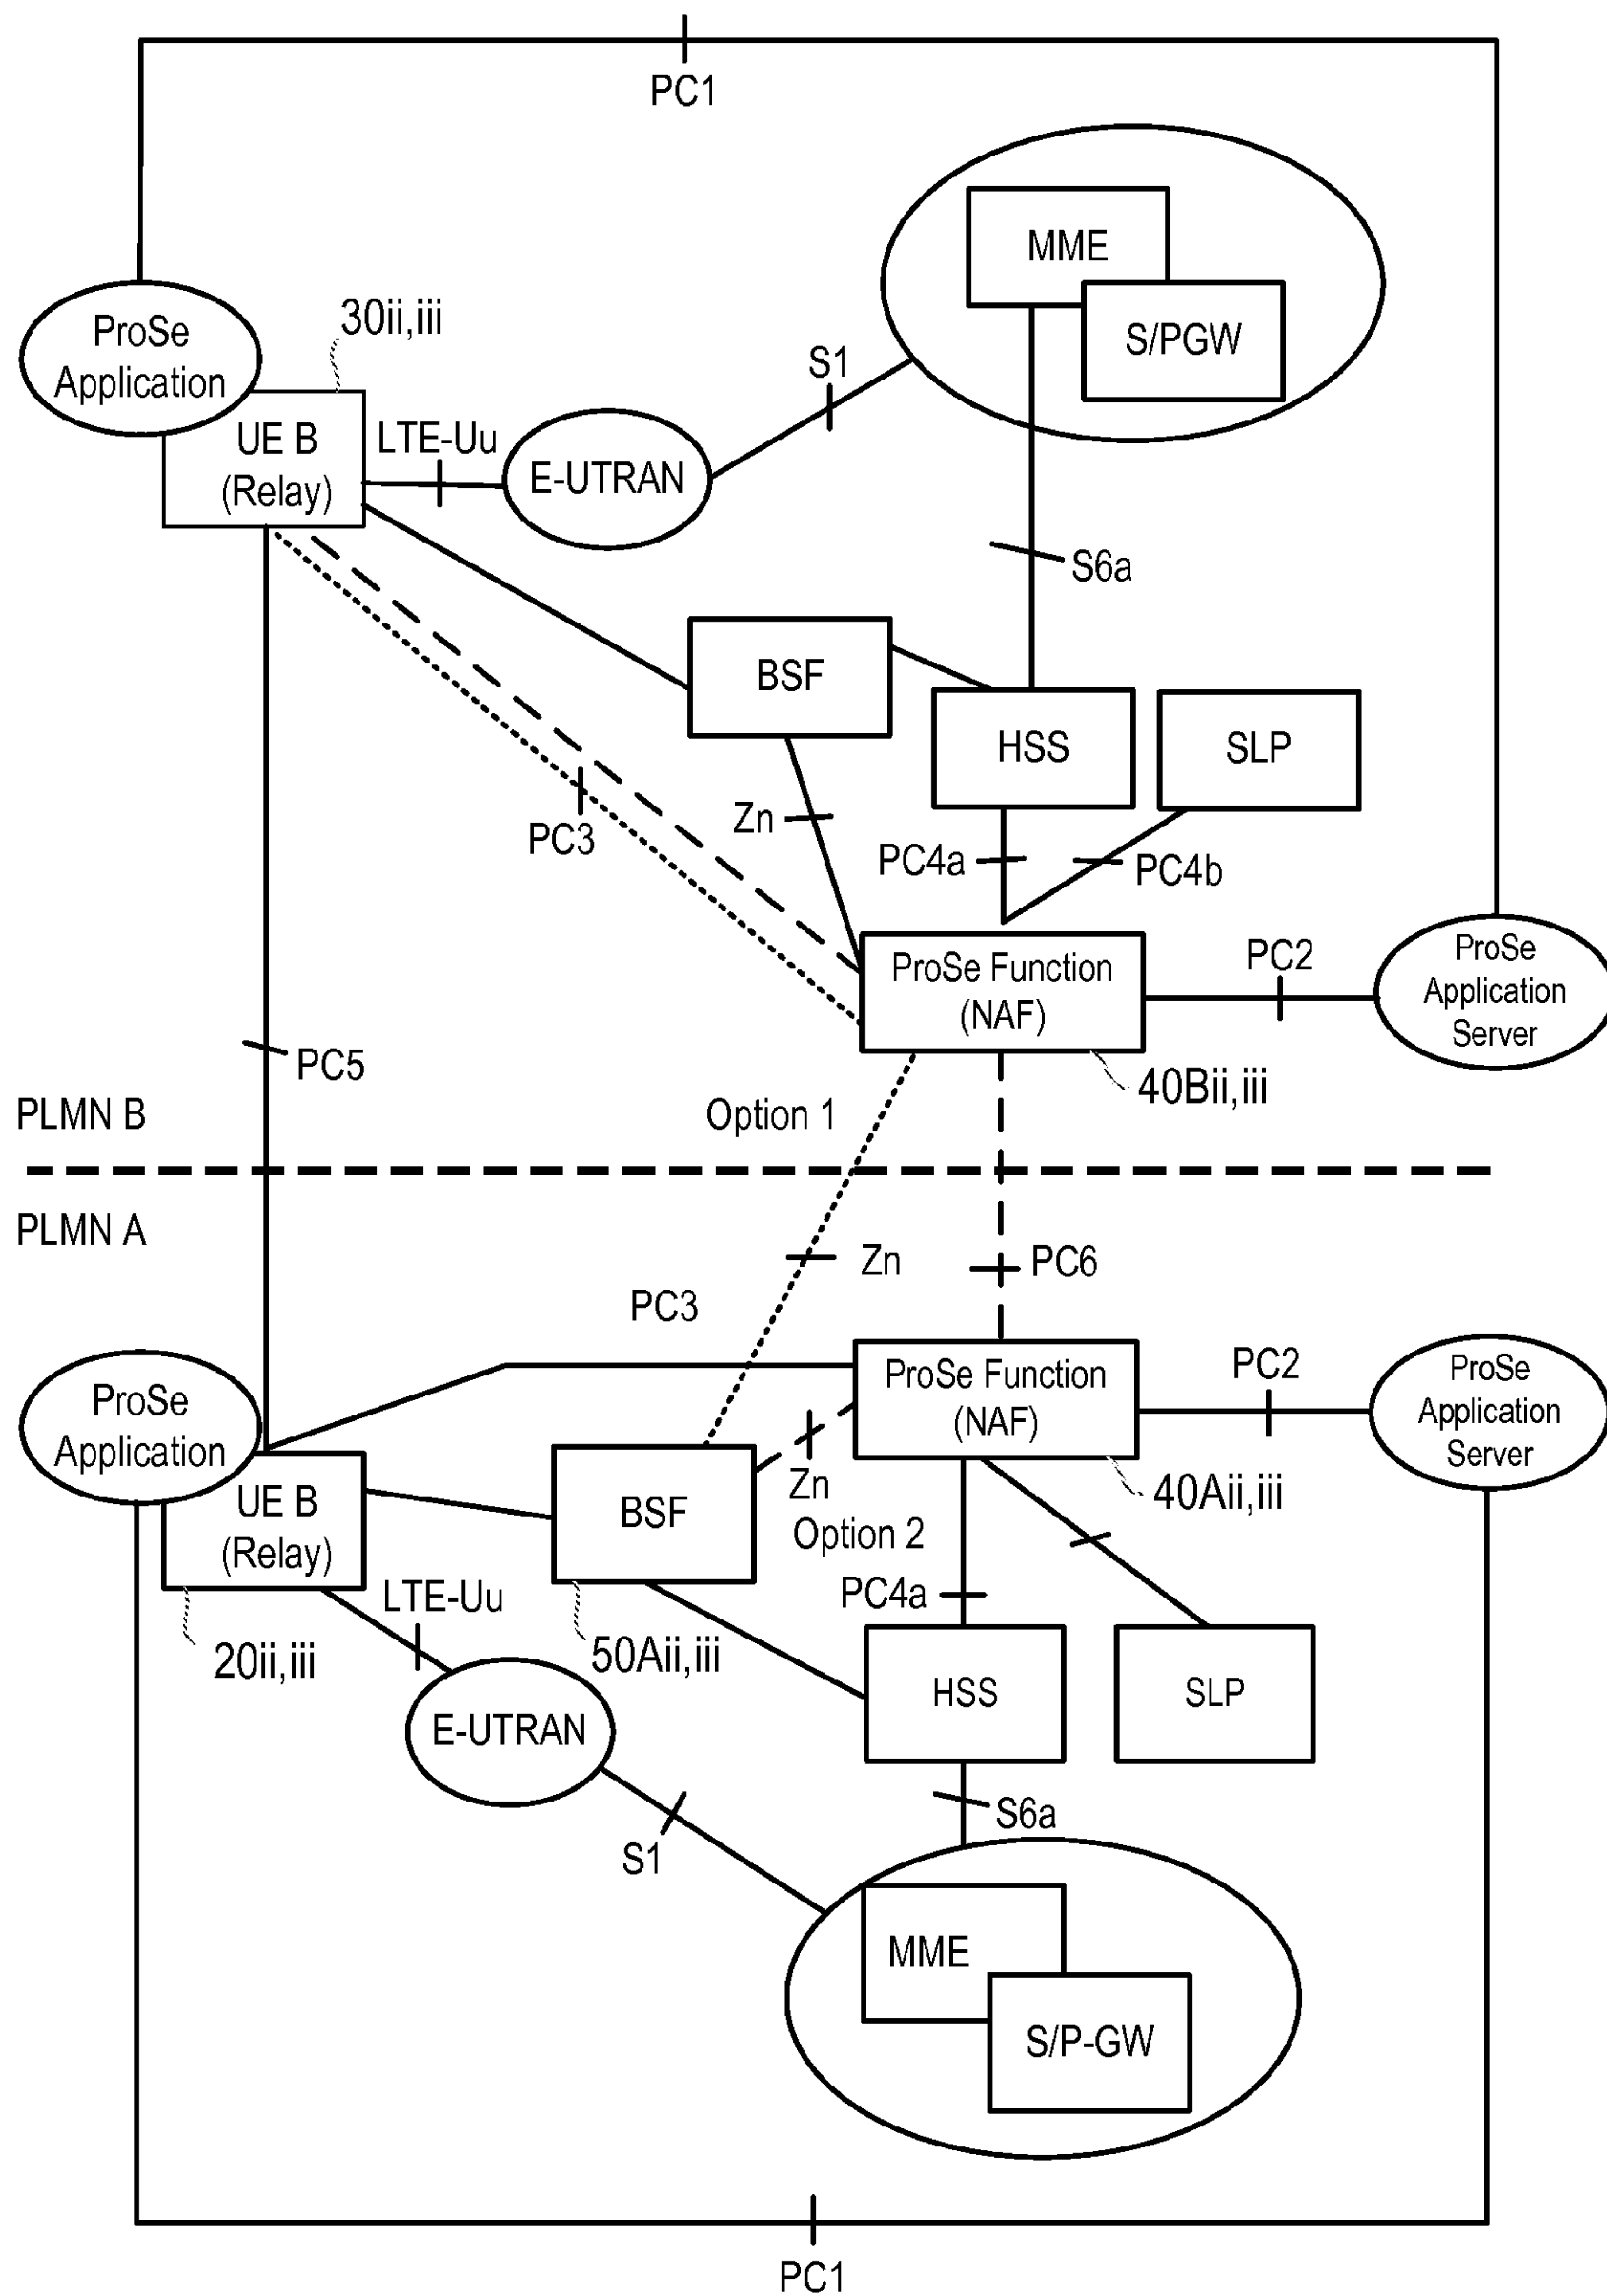 PC1
MME
S/PGW
ProSe
Application
30ii,iii
UE B
(Relay)
LTE-Uu
E-UTRAN
S1
S6a
BSF
HSS
SLP
Zn
PC3
PC4a
PC4b
ProSe Function
(NAF)
PC2
ProSe
Application
Server
PC5
40Bii,iii
PLMN B
Option 1
PLMN A
Zn
PC6
PC3
ProSe
Application
ProSe Function
(NAF)
PC2
ProSe
Application
Server
UE B
(Relay)
BSF
Zn
Option 2
40Aii,iii
PC4a
LTE-Uu
20ii,iii
50Aii,iii
HSS
SLP
E-UTRAN
S6a
S1
MME
S/P-GW
PC1